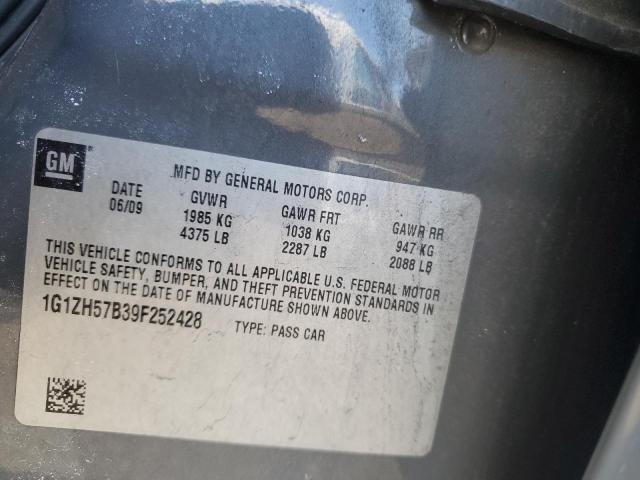 GM
MFD BY GENERAL MOTORS CORP.
DATE GVWR GAWR FRT GAWR RR
06/09 1985 KG 1038 KG 947 KG
4375 LB 2287 LB 2088 LB
THIS VEHICLE CONFORMS TO ALL APPLICABLE U.S. FEDERAL MOTOR
VEHICLE SAFETY, BUMPER, AND THEFT PREVENTION STANDARDS IN
EFFECT ON THE DATE OF MANUFACTURE SHOWN ABOVE.
1G1ZH57B39F252428 TYPE: PASS CAR